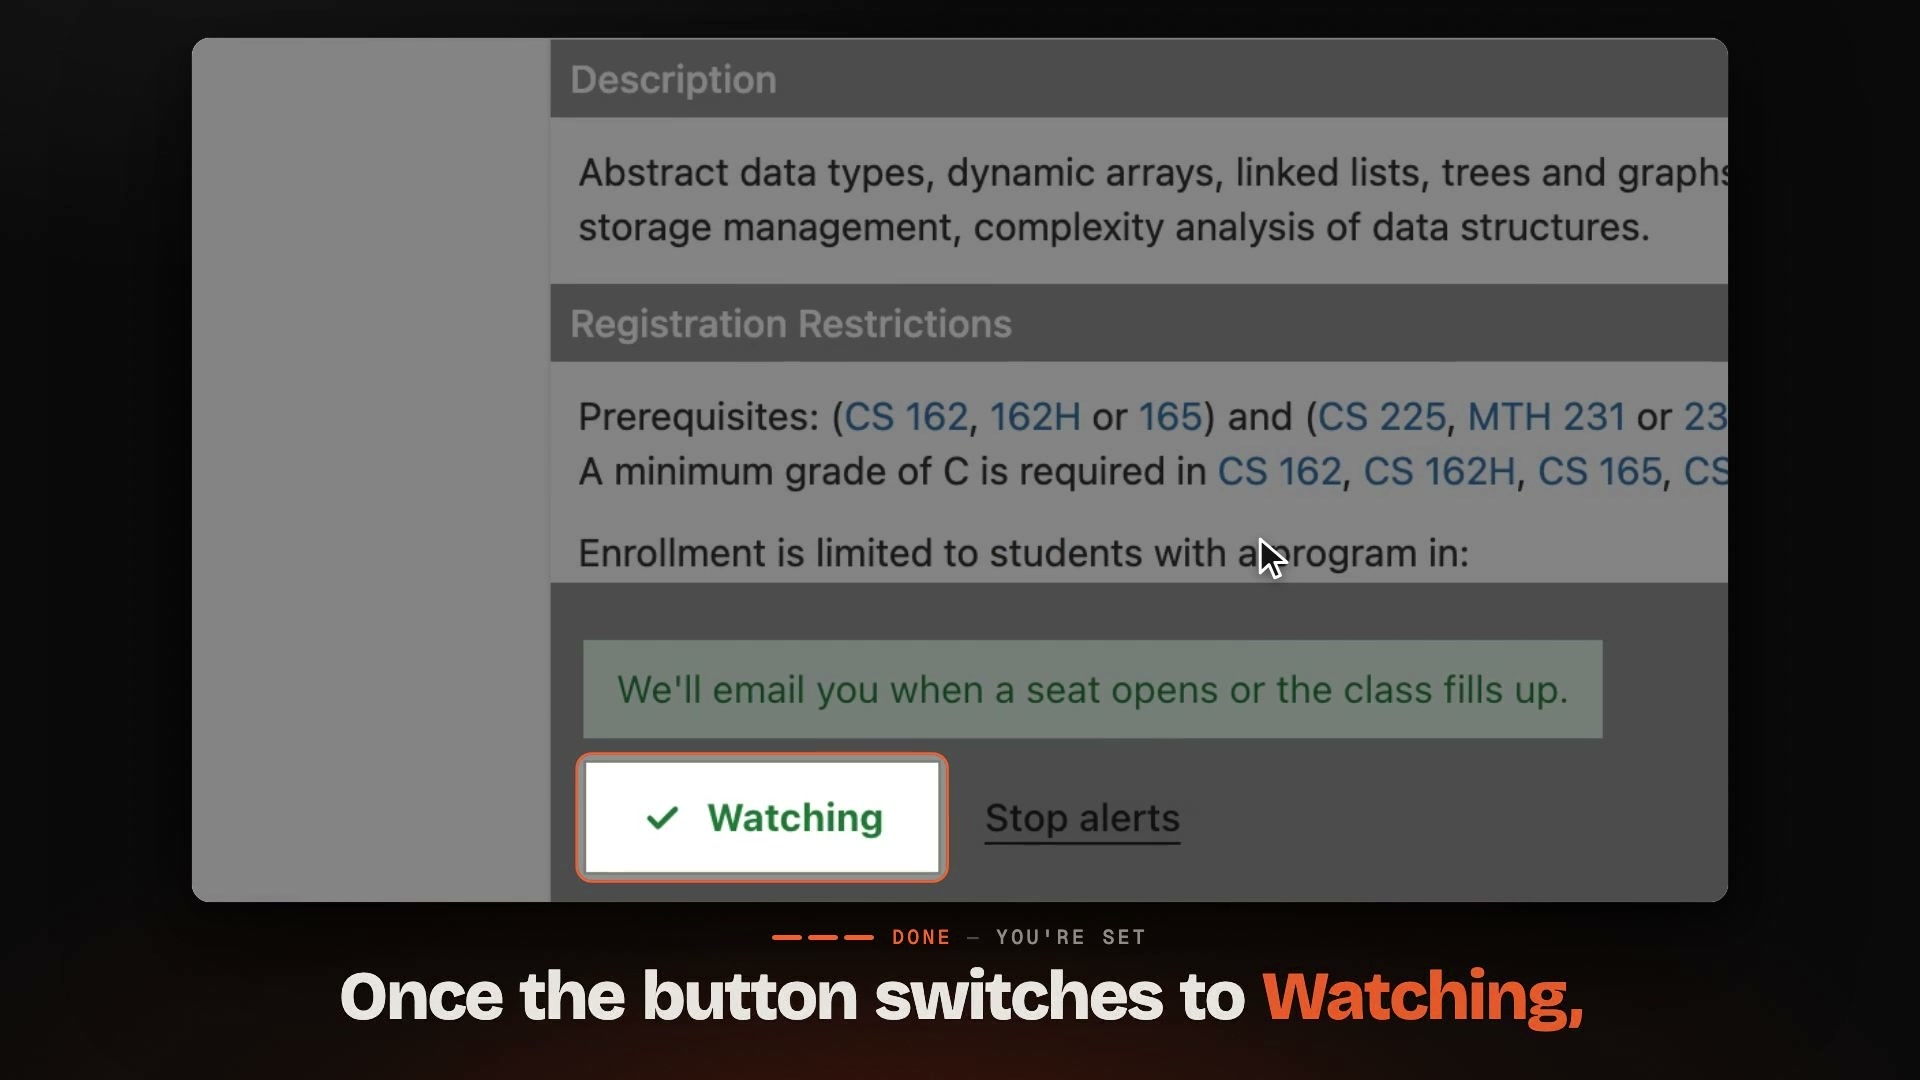 Description
Abstract data types, dynamic arrays, linked lists, trees and graphs
storage management, complexity analysis of data structures.
Registration Restrictions
Prerequisites: (CS 162, 162H or 165) and (CS 225, MTH 231 or 23
A minimum grade of C is required in CS 162, CS 162H, CS 165, CS
Enrollment is limited to students with a program in:
We'll email you when a seat opens or the class fills up.
Watching
Stop alerts
DONE – YOU'RE SET
Once the button switches to Watching,